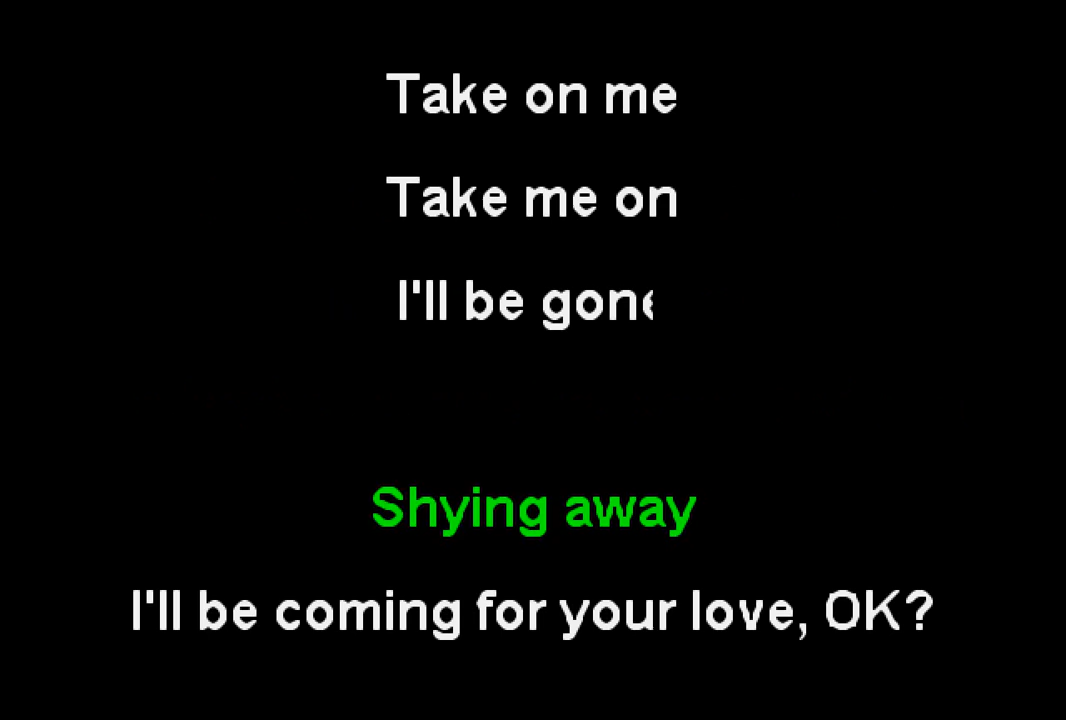 Take on me
Take me on
I'll be gone
Shying away
I'll be coming for your love, OK?